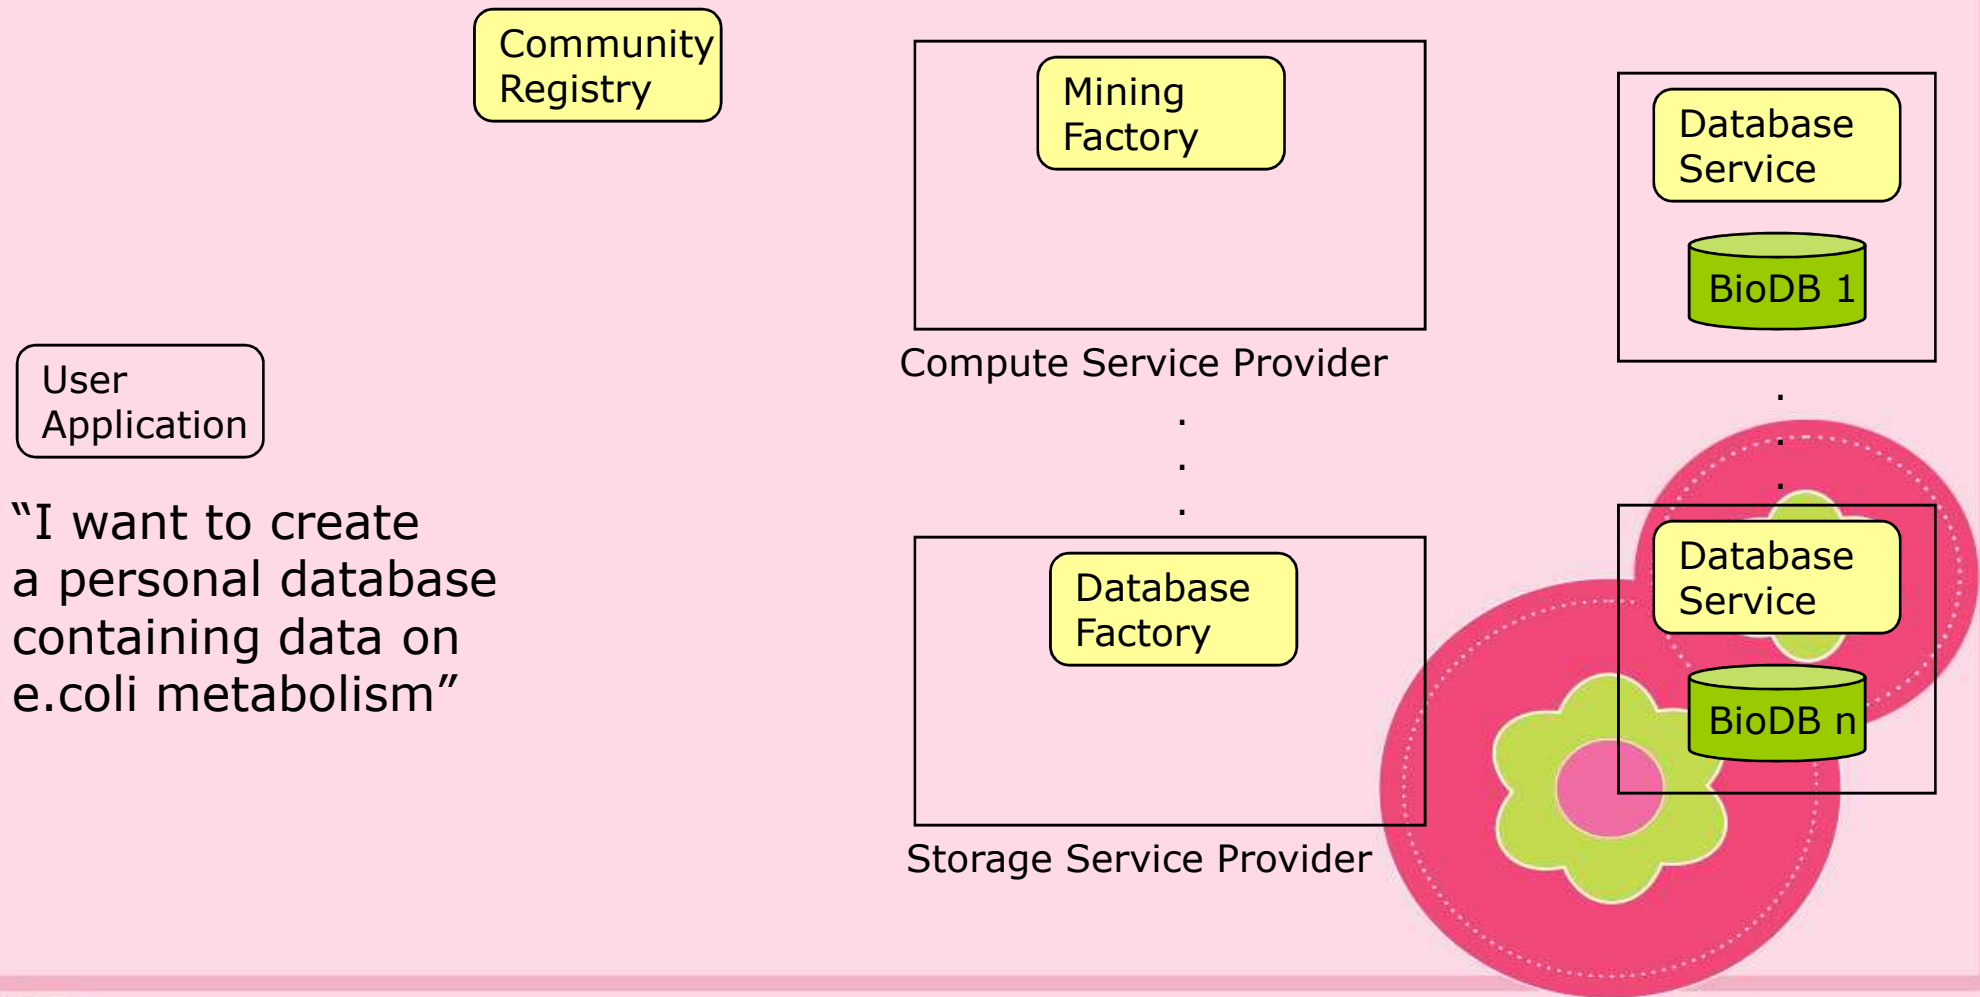 Community
Registry
Mining
Factory
Database
Service
BioDB 1
Compute Service Provider
.
.
.
.
.
.
User
Application
“I want to create
a personal database
containing data on
e.coli metabolism”
Database
Factory
Database
Service
BioDB n
Storage Service Provider